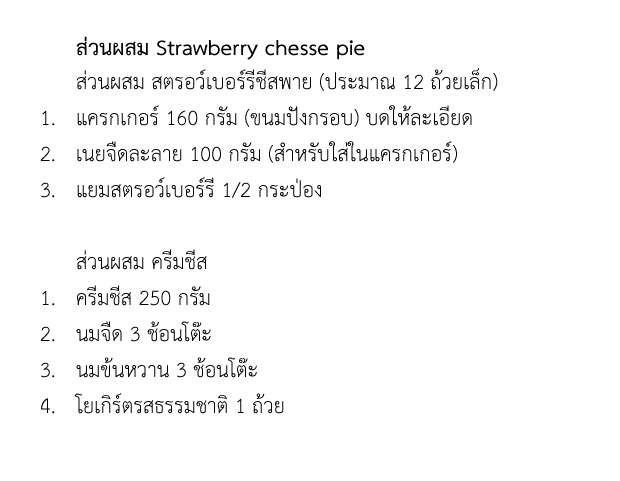 ส่วนผสม Strawberry chesse pie
ส่วนผสม สตรอว์เบอร์รีชีสพาย (ประมาณ 12 ถ้วยเล็ก)
1. แครกเกอร์ 160 กรัม (ขนมปังกรอบ) บดให้ละเอียด
2. เนยจืดละลาย 100 กรัม (สำหรับใส่ในแครกเกอร์)
3. แยมสตรอว์เบอร์รี 1/2 กระป๋อง
ส่วนผสม ครีมชีส
1. ครีมชีส 250 กรัม
2. นมจืด 3 ช้อนโต๊ะ
3. นมข้นหวาน 3 ช้อนโต๊ะ
4. โยเกิร์ตรสธรรมชาติ 1 ถ้วย